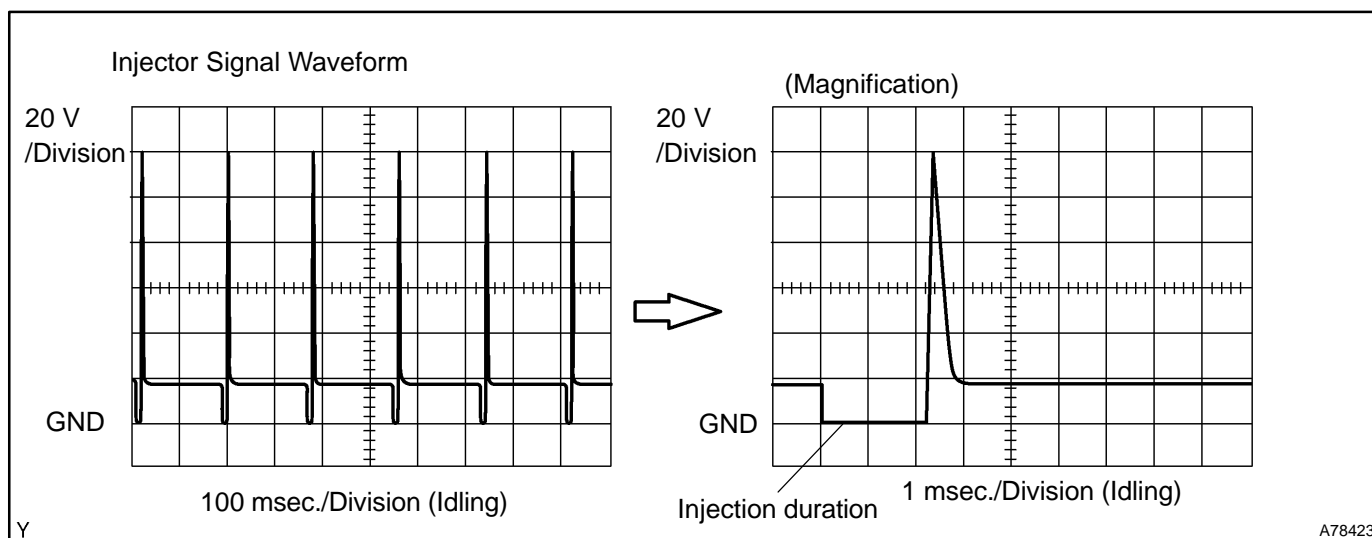 Injector Signal Waveform
20 V
/Division
GND
100 msec./Division (Idling)
(Magnification)
20 V
/Division
GND
Injection duration
1 msec./Division (Idling)
Y
A78423